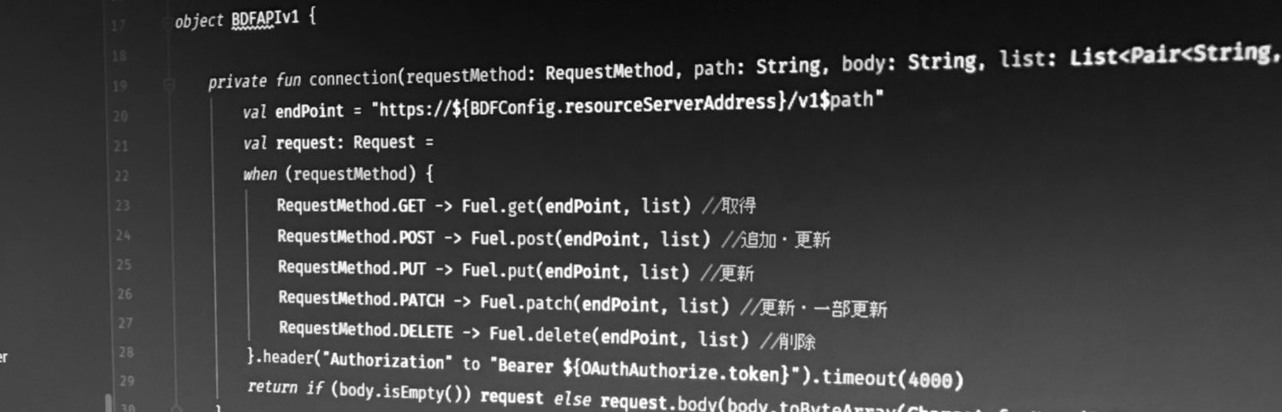 17 object BDFAPIv1 {
18
19 private fun connection(requestMethod: RequestMethod, path: String, body: String, list: List<Pair<String,
20 val endPoint = "https://${BDFConfig.resourceServerAddress}/v1$path"
21 val request: Request =
22 when (requestMethod) {
23 RequestMethod.GET -> Fuel.get(endPoint, list) //取得
24 RequestMethod.POST -> Fuel.post(endPoint, list) //追加・更新
25 RequestMethod.PUT -> Fuel.put(endPoint, list) //更新
26 RequestMethod.PATCH -> Fuel.patch(endPoint, list) //更新・一部更新
27 RequestMethod.DELETE -> Fuel.delete(endPoint, list) //削除
er
28 }.header("Authorization" to "Bearer ${OAuthAuthorize.token}").timeout(4000)
29 return if (body.isEmpty()) request else request.body(body.toByteArray(
30 }